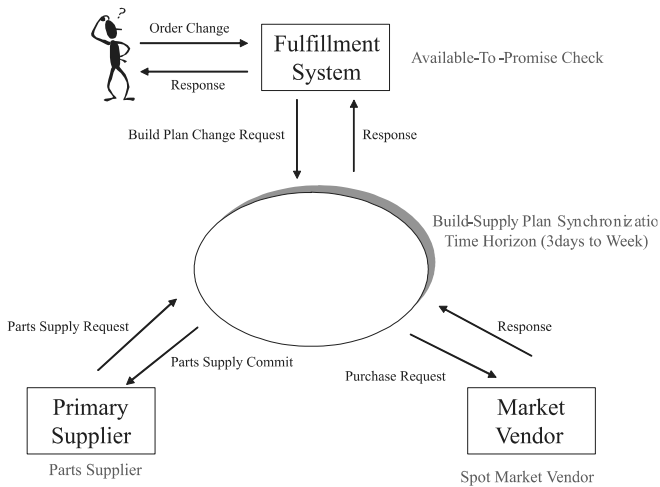 ?
Order Change
Response
Fulfillment
System
Available-To-Promise Check
Build Plan Change Request
Response
Build-Supply Plan Synchronizatio
Time Horizon (3days to Week)
Parts Supply Request
Parts Supply Commit
Response
Purchase Request
Primary
Supplier
Parts Supplier
Market
Vendor
Spot Market Vendor